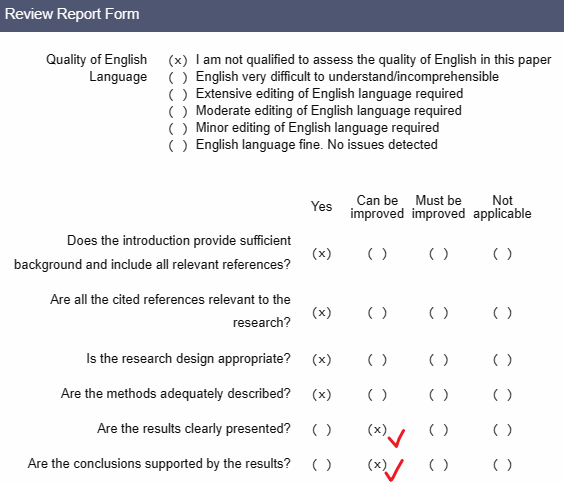 Review Report Form
Quality of English (x) I am not qualified to assess the quality of English in this paper
Language ( ) English very difficult to understand/incomprehensible
( ) Extensive editing of English language required
( ) Moderate editing of English language required
( ) Minor editing of English language required
( ) English language fine. No issues detected
Yes Can be improved Must be improved Not applicable
Does the introduction provide sufficient
background and include all relevant references? (x) ( ) ( ) ( )
Are all the cited references relevant to the
research? (x) ( ) ( ) ( )
Is the research design appropriate? (x) ( ) ( ) ( )
Are the methods adequately described? (x) ( ) ( ) ( )
Are the results clearly presented? ( ) (x) ( ) ( )
Are the conclusions supported by the results? ( ) (x) ( ) ( )